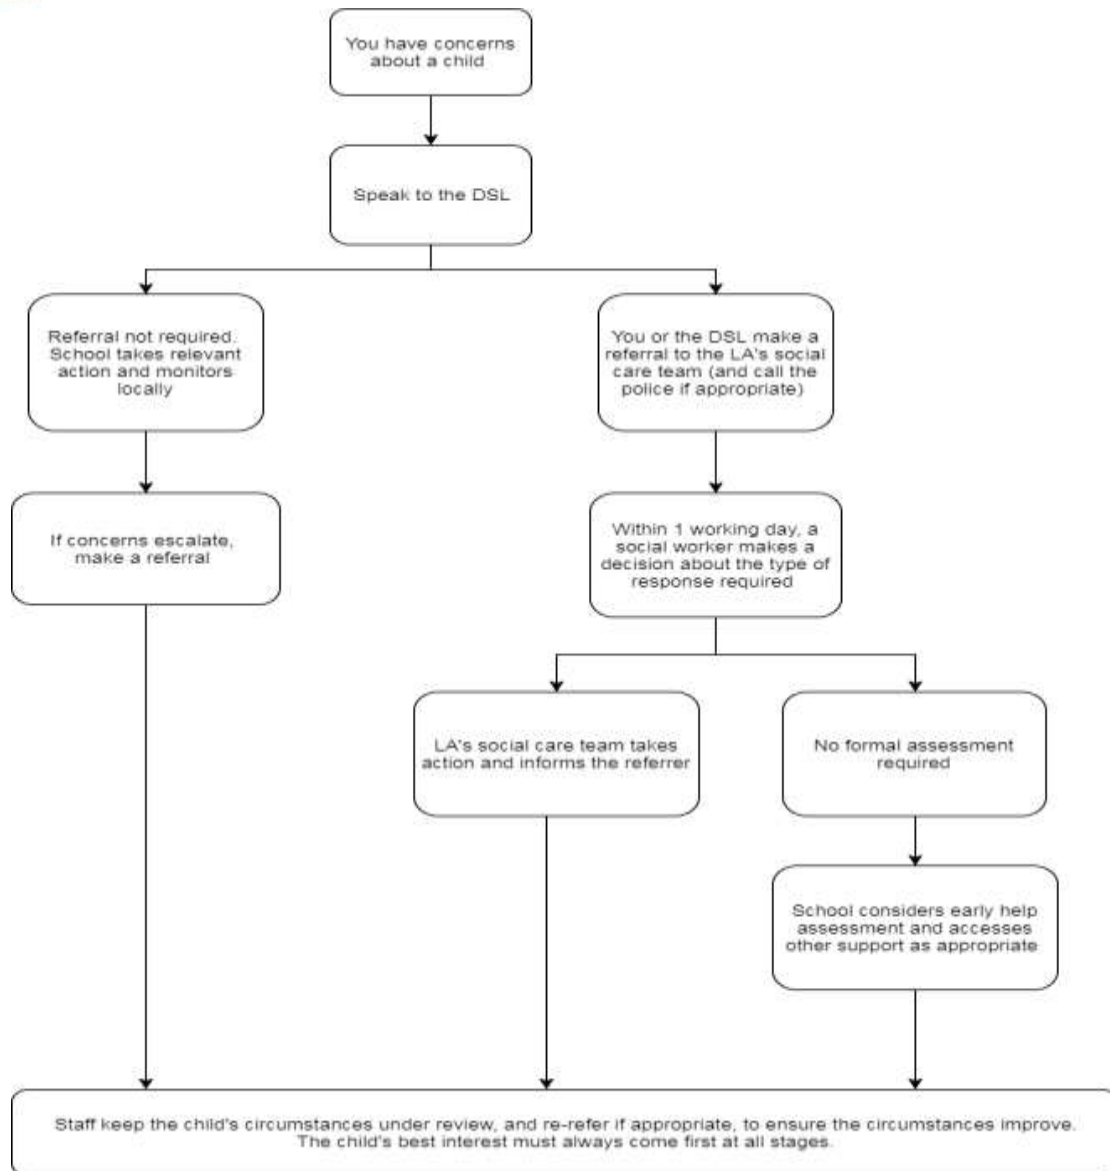 You have concerns
about a child
Speak to the DSL
Referral not required.
School takes relevant
action and monitors
locally
You or the DSL make a
referral to the LA's social
care team (and call the
police if appropriate)
If concerns escalate,
make a referral
Within 1 working day, a
social worker makes a
decision about the type of
response required
LA's social care team takes
action and informs the referrer
No formal assessment
required
School considers early help
assessment and accesses
other support as appropriate
Staff keep the child's circumstances under review, and re-refer if appropriate, to ensure the circumstances improve.
The child's best interest must always come first at all stages.